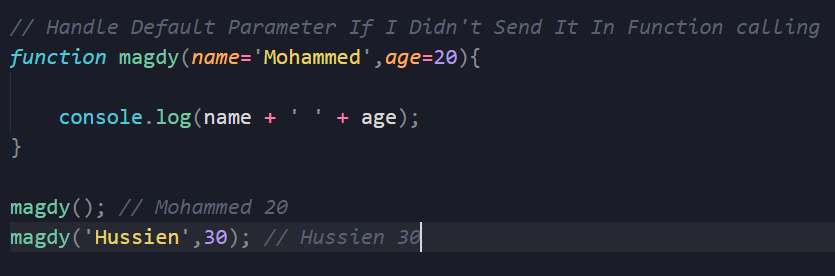 // Handle Default Parameter If I Didn't Send It In Function calling
function magdy(name='Mohammed',age=20){
console.log(name + ' ' + age);
}
magdy(); // Mohammed 20
magdy('Hussien',30); // Hussien 30